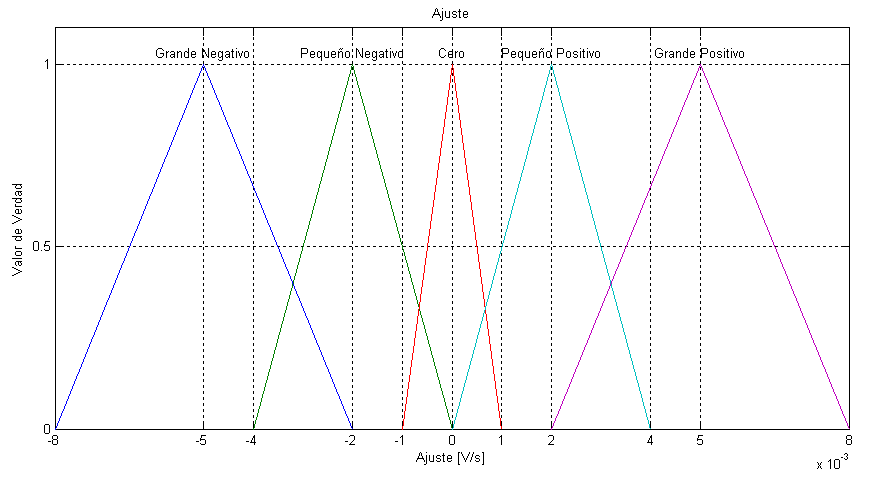 Ajuste
Grande Negativo Pequeño Negativo Cero Pequeño Positivo Grande Positivo
1
Valor de Verdad
0.5
0
-8 -5 -4 -2 -1 0 1 2 4 5 8
Ajuste [V/s]
x 10^-3